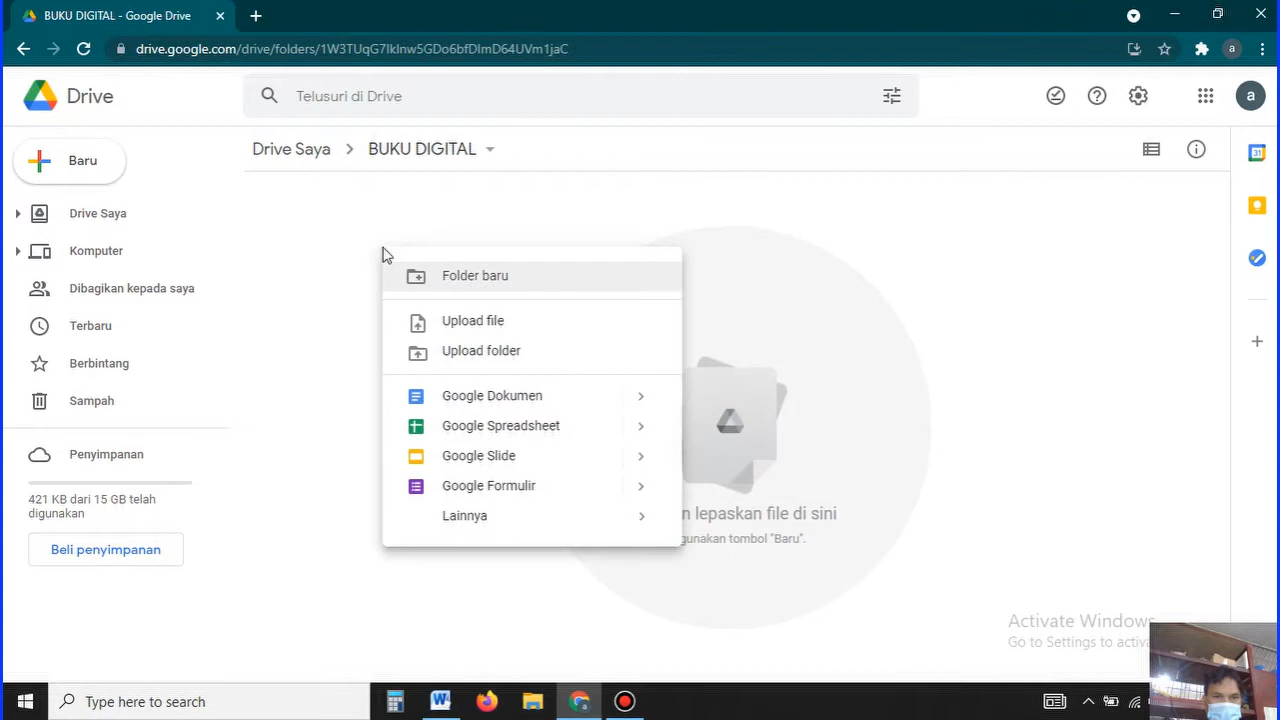 BUKU DIGITAL - Google Drive
drive.google.com/drive/folders/1W3TUqG7IkInw5GDo6bfDImD64UVm1jaC
a
Drive
Telusuri di Drive
a
Baru
Drive Saya
BUKU DIGITAL
31
Drive Saya
Komputer
Dibagikan kepada saya
Terbaru
Berbintang
Sampah
Penyimpanan
421 KB dari 15 GB telah
digunakan
Beli penyimpanan
Folder baru
Upload file
Upload folder
Google Dokumen
Google Spreadsheet
Google Slide
Google Formulir
Lainnya
lepaskan file di sini
gunakan tombol "Baru".
Activate Windows
Go to Settings to
Type here to search